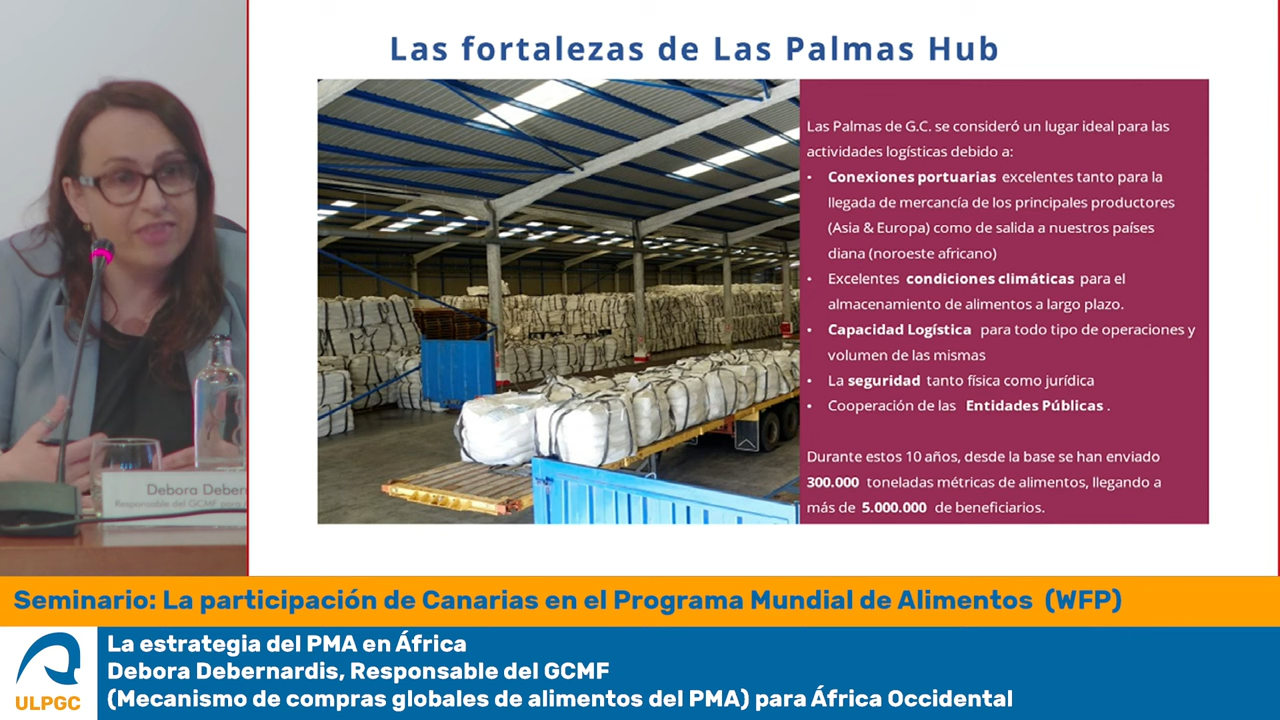 Las fortalezas de Las Palmas Hub
Las Palmas de G.C. se consideró un lugar ideal para las
actividades logísticas debido a:
• Conexiones portuarias excelentes tanto para la
llegada de mercancía de los principales productores
(Asia & Europa) como de salida a nuestros países
diana (noroeste africano)
• Excelentes condiciones climáticas para el
almacenamiento de alimentos a largo plazo.
• Capacidad Logística para todo tipo de operaciones y
volumen de las mismas
• La seguridad tanto física como jurídica
• Cooperación de las Entidades Públicas .
Durante estos 10 años, desde la base se han enviado
300.000 toneladas métricas de alimentos, llegando a
más de 5.000.000 de beneficiarios.
Debora Debern
Responsable del GCMF para
Seminario: La participación de Canarias en el Programa Mundial de Alimentos (WFP)
La estrategia del PMA en África
Debora Debernardis, Responsable del GCMF
(Mecanismo de compras globales de alimentos del PMA) para África Occidental
ULPGC